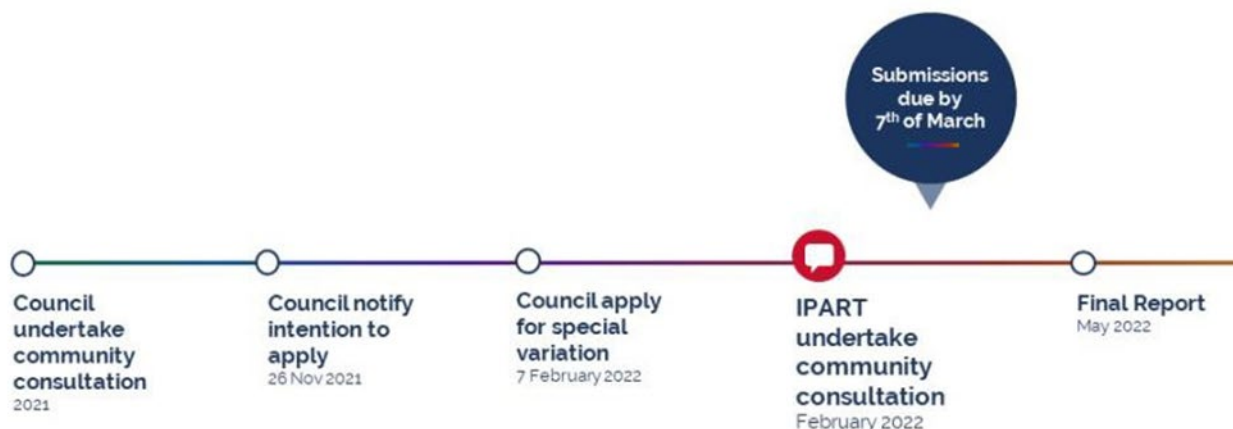 Submissions
due by
7th of March
Council
undertake
community
consultation
2021
Council notify
intention to
apply
26 Nov 2021
Council apply
for special
variation
7 February 2022
IPART
undertake
community
consultation
February 2022
Final Report
May 2022